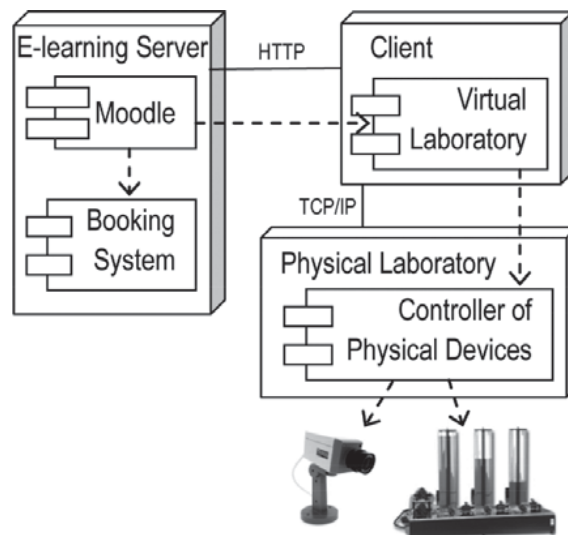 E-learning Server
Moodle
Booking
System
HTTP
Client
Virtual
Laboratory
TCP/IP
Physical Laboratory
Controller of
Physical Devices